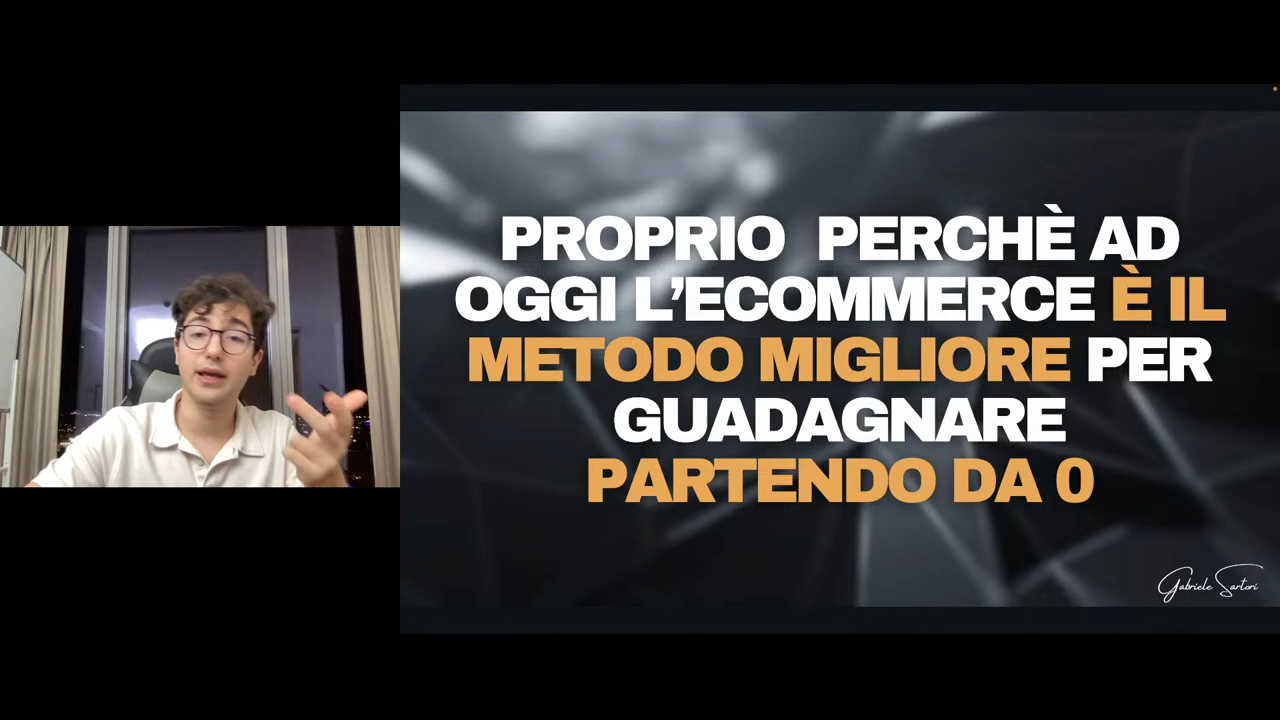 PROPRIO PERCHÈ AD
OGGI L'ECOMMERCE È IL
METODO MIGLIORE PER
GUADAGNARE
PARTENDO DA 0
Gabriele Sartori